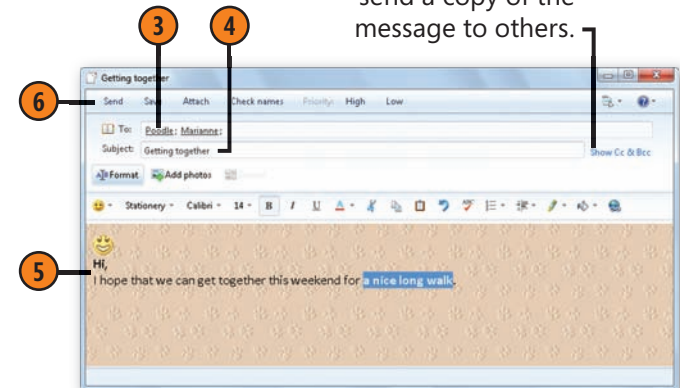 send a copy of the
message to others.
3
4
6
Getting together
Send Save Attach Check names Priority: High Low
To: Poodle; Marianne;
Subject: Getting together
Show Cc & Bcc
Format Add photos
Stationery Calibri 14 B I U A
5
Hi,
I hope that we can get together this weekend for a nice long walk.